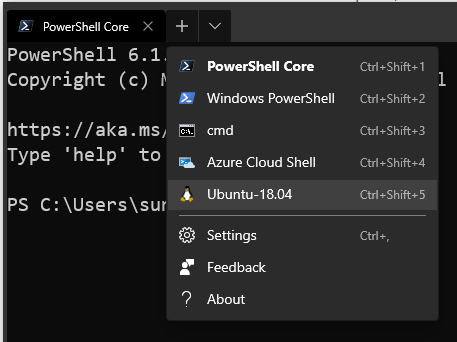 PowerShell Core
PowerShell 6.1.
Copyright (c)
https://aka.ms/
Type 'help' to
PS C:\Users\sur
PowerShell Core Ctrl+Shift+1
Windows PowerShell Ctrl+Shift+2
cmd Ctrl+Shift+3
Azure Cloud Shell Ctrl+Shift+4
Ubuntu-18.04 Ctrl+Shift+5
Settings Ctrl+,
Feedback
About